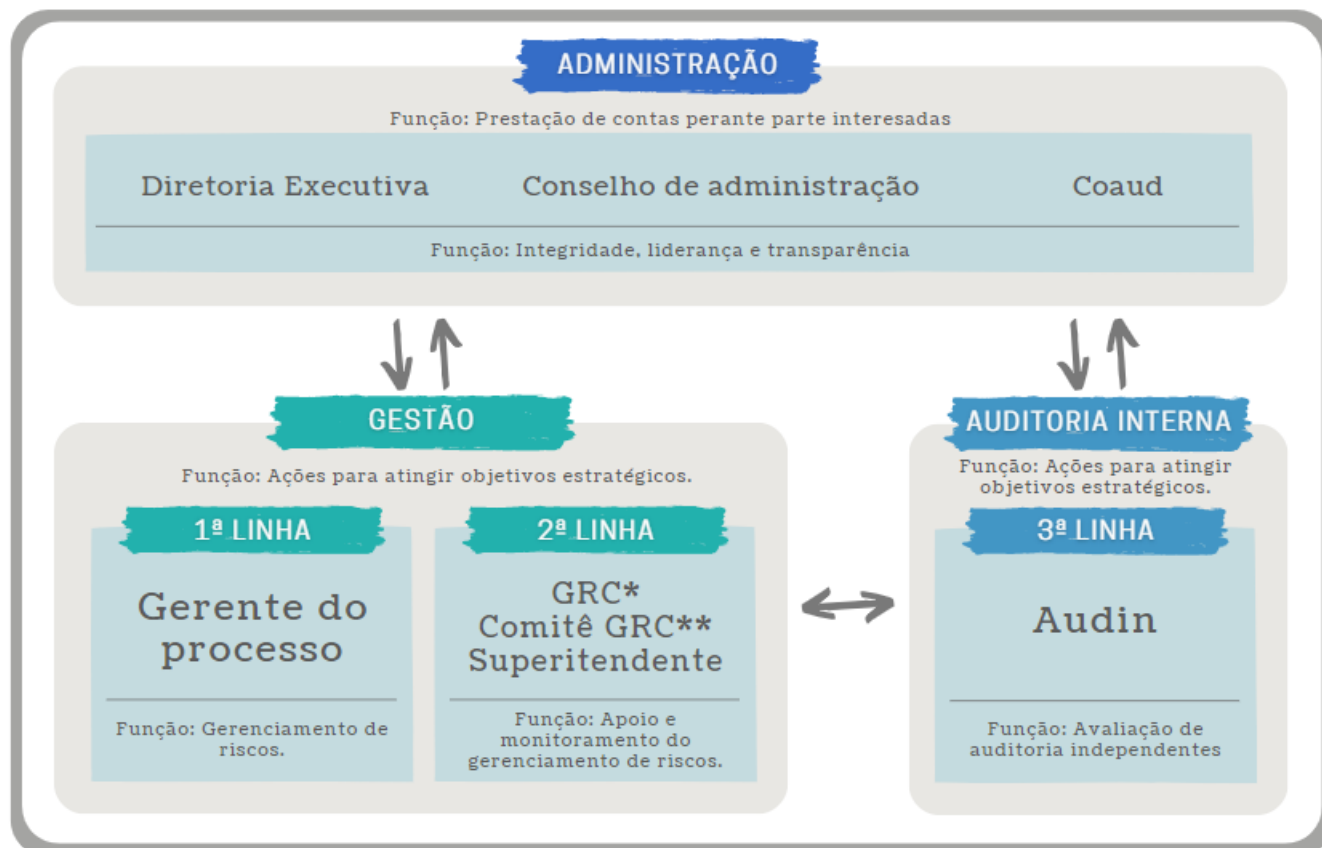 ADMINISTRAÇÃO
Função: Prestação de contas perante parte interesadas
Diretoria Executiva
Conselho de administração
Coaud
Função: Integridade, liderança e transparência
GESTÃO
Função: Ações para atingir objetivos estratégicos.
1ª LINHA
Gerente do
processo
Função: Gerenciamento de
riscos.
2ª LINHA
GRC*
Comitê GRC**
Superitendente
Função: Apoio e
monitoramento do
gerenciamento de riscos.
AUDITORIA INTERNA
Função: Ações para atingir
objetivos estratégicos.
3ª LINHA
Audin
Função: Avaliação de
auditoria independentes